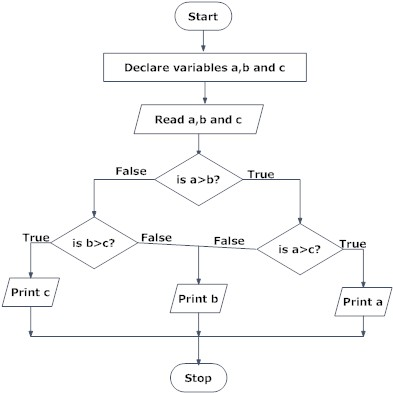 Start
Declare variables a,b and c
Read a,b and c
is a>b?
False
True
is b>c?
True
False
is a>c?
False
True
Print c
Print b
Print a
Stop